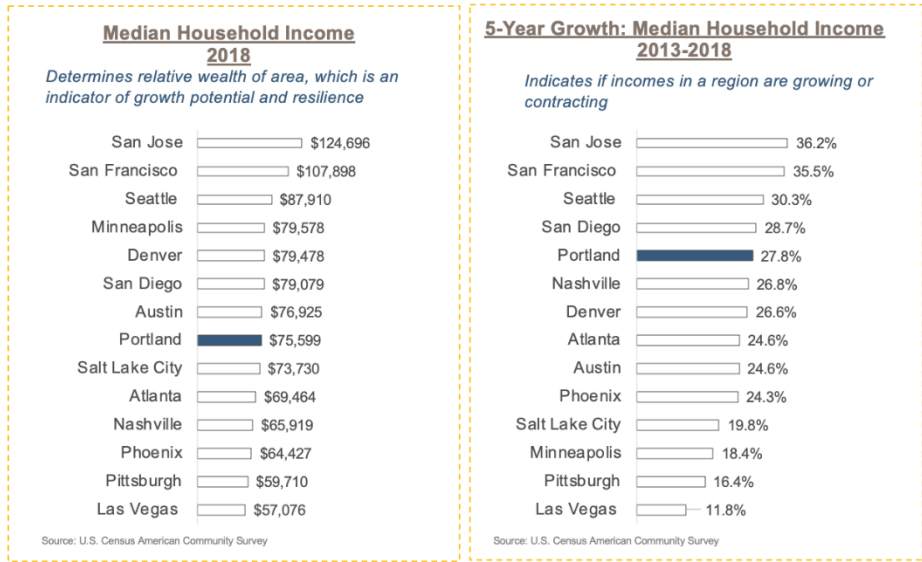 Median Household Income
2018
Determines relative wealth of area, which is an
indicator of growth potential and resilience
San Jose $124,696
San Francisco $107,898
Seattle $87,910
Minneapolis $79,578
Denver $79,478
San Diego $79,079
Austin $76,925
Portland $75,599
Salt Lake City $73,730
Atlanta $69,464
Nashville $65,919
Phoenix $64,427
Pittsburgh $59,710
Las Vegas $57,076
Source: U.S. Census American Community Survey
5-Year Growth: Median Household Income
2013-2018
Indicates if incomes in a region are growing or
contracting
San Jose 36.2%
San Francisco 35.5%
Seattle 30.3%
San Diego 28.7%
Portland 27.8%
Nashville 26.8%
Denver 26.6%
Atlanta 24.6%
Austin 24.6%
Phoenix 24.3%
Salt Lake City 19.8%
Minneapolis 18.4%
Pittsburgh 16.4%
Las Vegas 11.8%
Source: U.S. Census American Community Survey